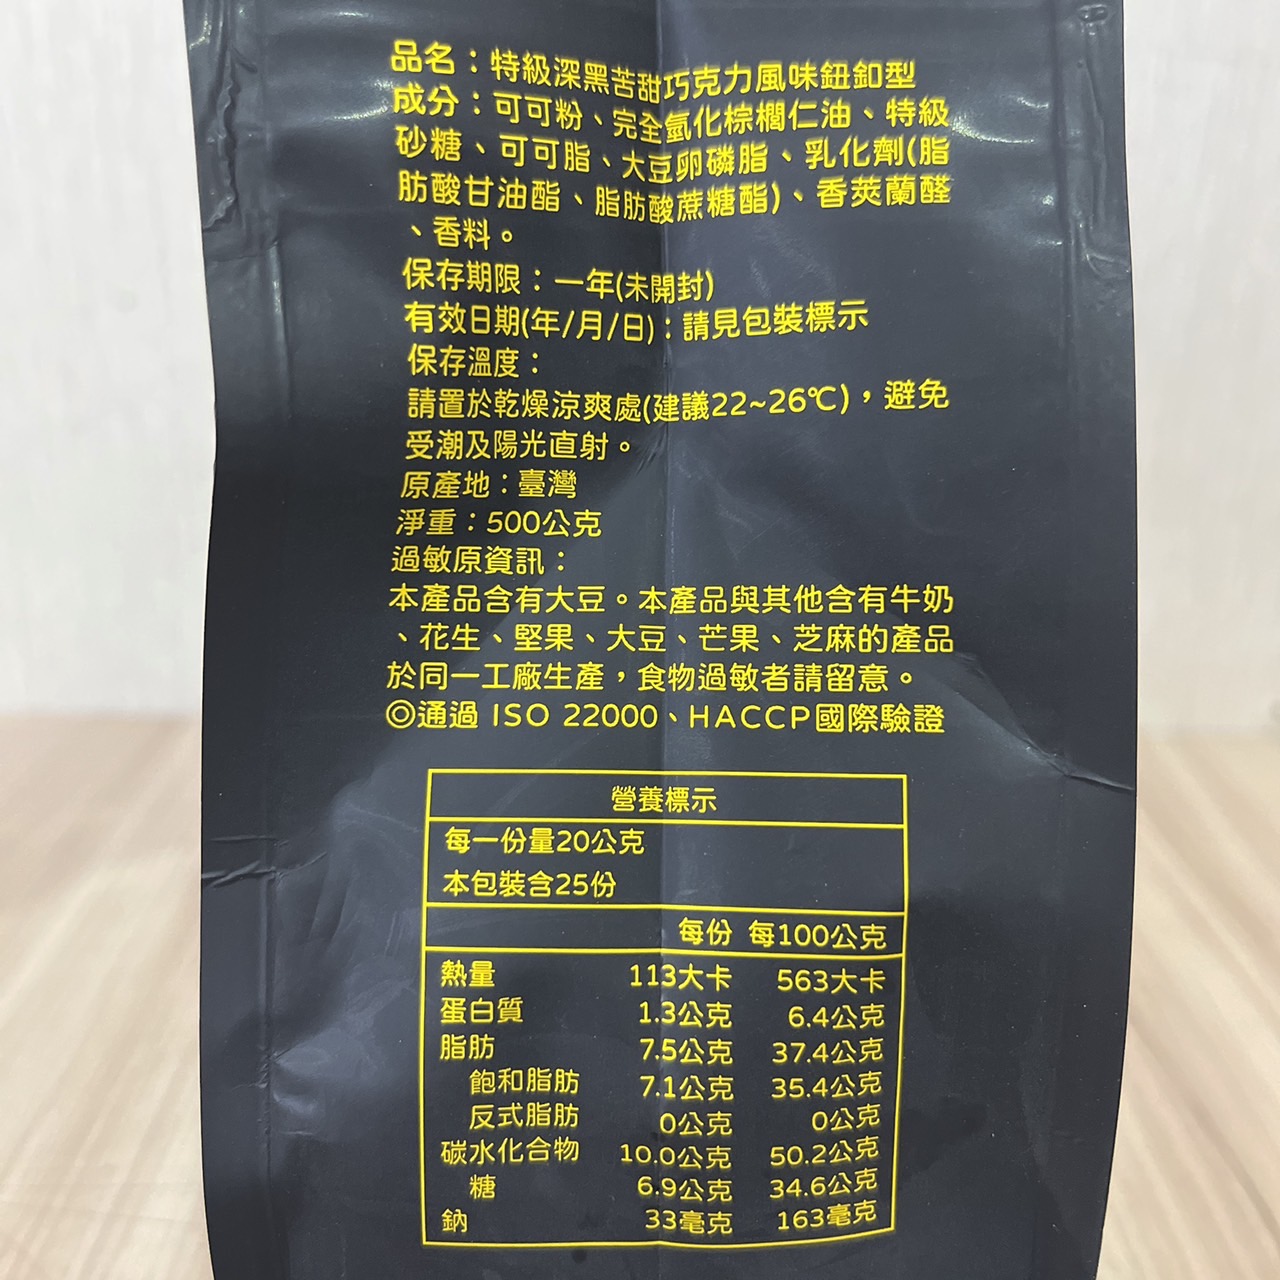 品名：特級深黑苦甜巧克力風味鈕釦型
成分：可可粉、完全氫化棕櫚仁油、特級
砂糖、可可脂、大豆卵磷脂、乳化劑(脂
肪酸甘油酯、脂肪酸蔗糖酯)、香莢蘭醛
、香料。
保存期限：一年(未開封)
有效日期(年/月/日)：請見包裝標示
保存溫度：
請置於乾燥涼爽處(建議22~26℃)，避免
受潮及陽光直射。
原產地：臺灣
淨重：500公克
過敏原資訊：
本產品含有大豆。本產品與其他含有牛奶
、花生、堅果、大豆、芒果、芝麻的產品
於同一工廠生產，食物過敏者請留意。
◎通過 ISO 22000、HACCP國際驗證
營養標示
每一份量20公克
本包裝含25份
每份 每100公克
熱量 113大卡 563大卡
蛋白質 1.3公克 6.4公克
脂肪 7.5公克 37.4公克
飽和脂肪 7.1公克 35.4公克
反式脂肪 0公克 0公克
碳水化合物 10.0公克 50.2公克
糖 6.9公克 34.6公克
鈉 33毫克 163毫克